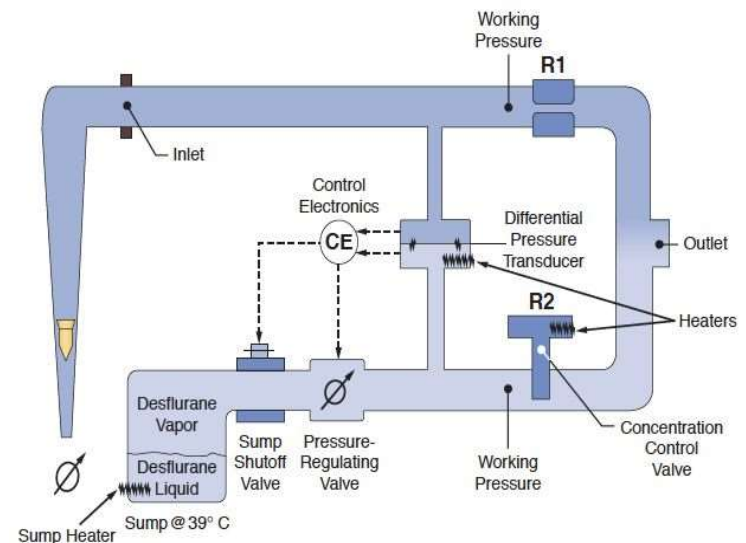 Working
Pressure
R1
Inlet
Control
Electronics
CE
Differential
Pressure
Transducer
Outlet
R2
Heaters
Desflurane
Vapor
Desflurane
Liquid
Sump
Shutoff
Valve
Pressure-
Regulating
Valve
Working
Pressure
Concentration
Control
Valve
Sump @ 39° C
Sump Heater